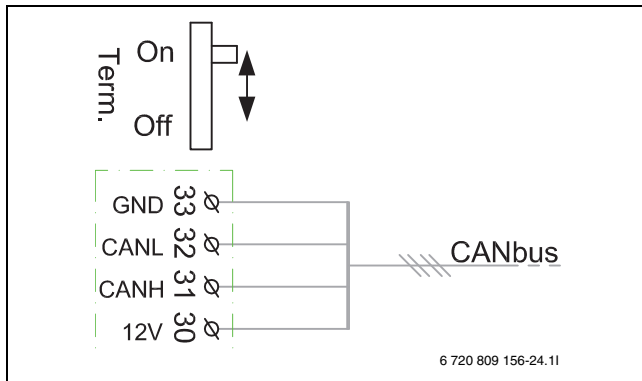 On
Term.
Off
GND 33
CANL 32
CANH 31
12V 30
CANbus
6 720 809 156-24.1I